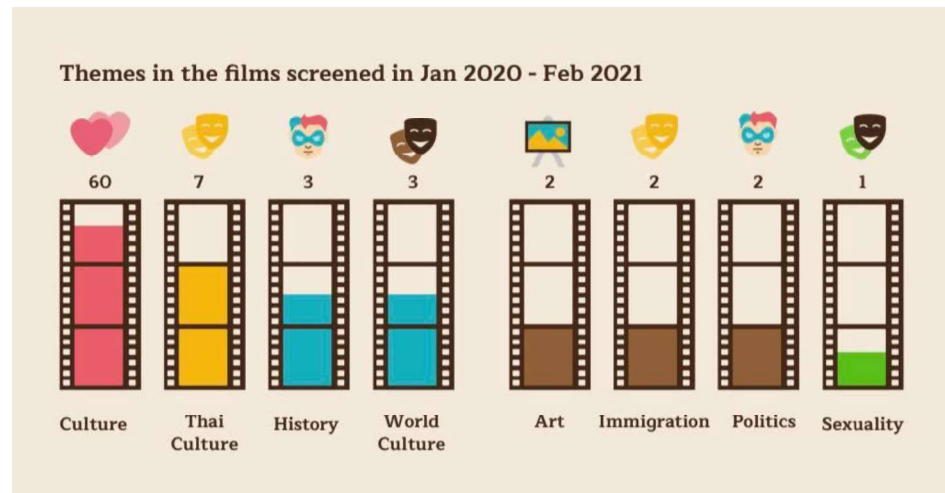 Themes in the films screened in Jan 2020 - Feb 2021
60
7
3
3
2
2
2
1
Culture
Thai
Culture
History
World
Culture
Art
Immigration
Politics
Sexuality